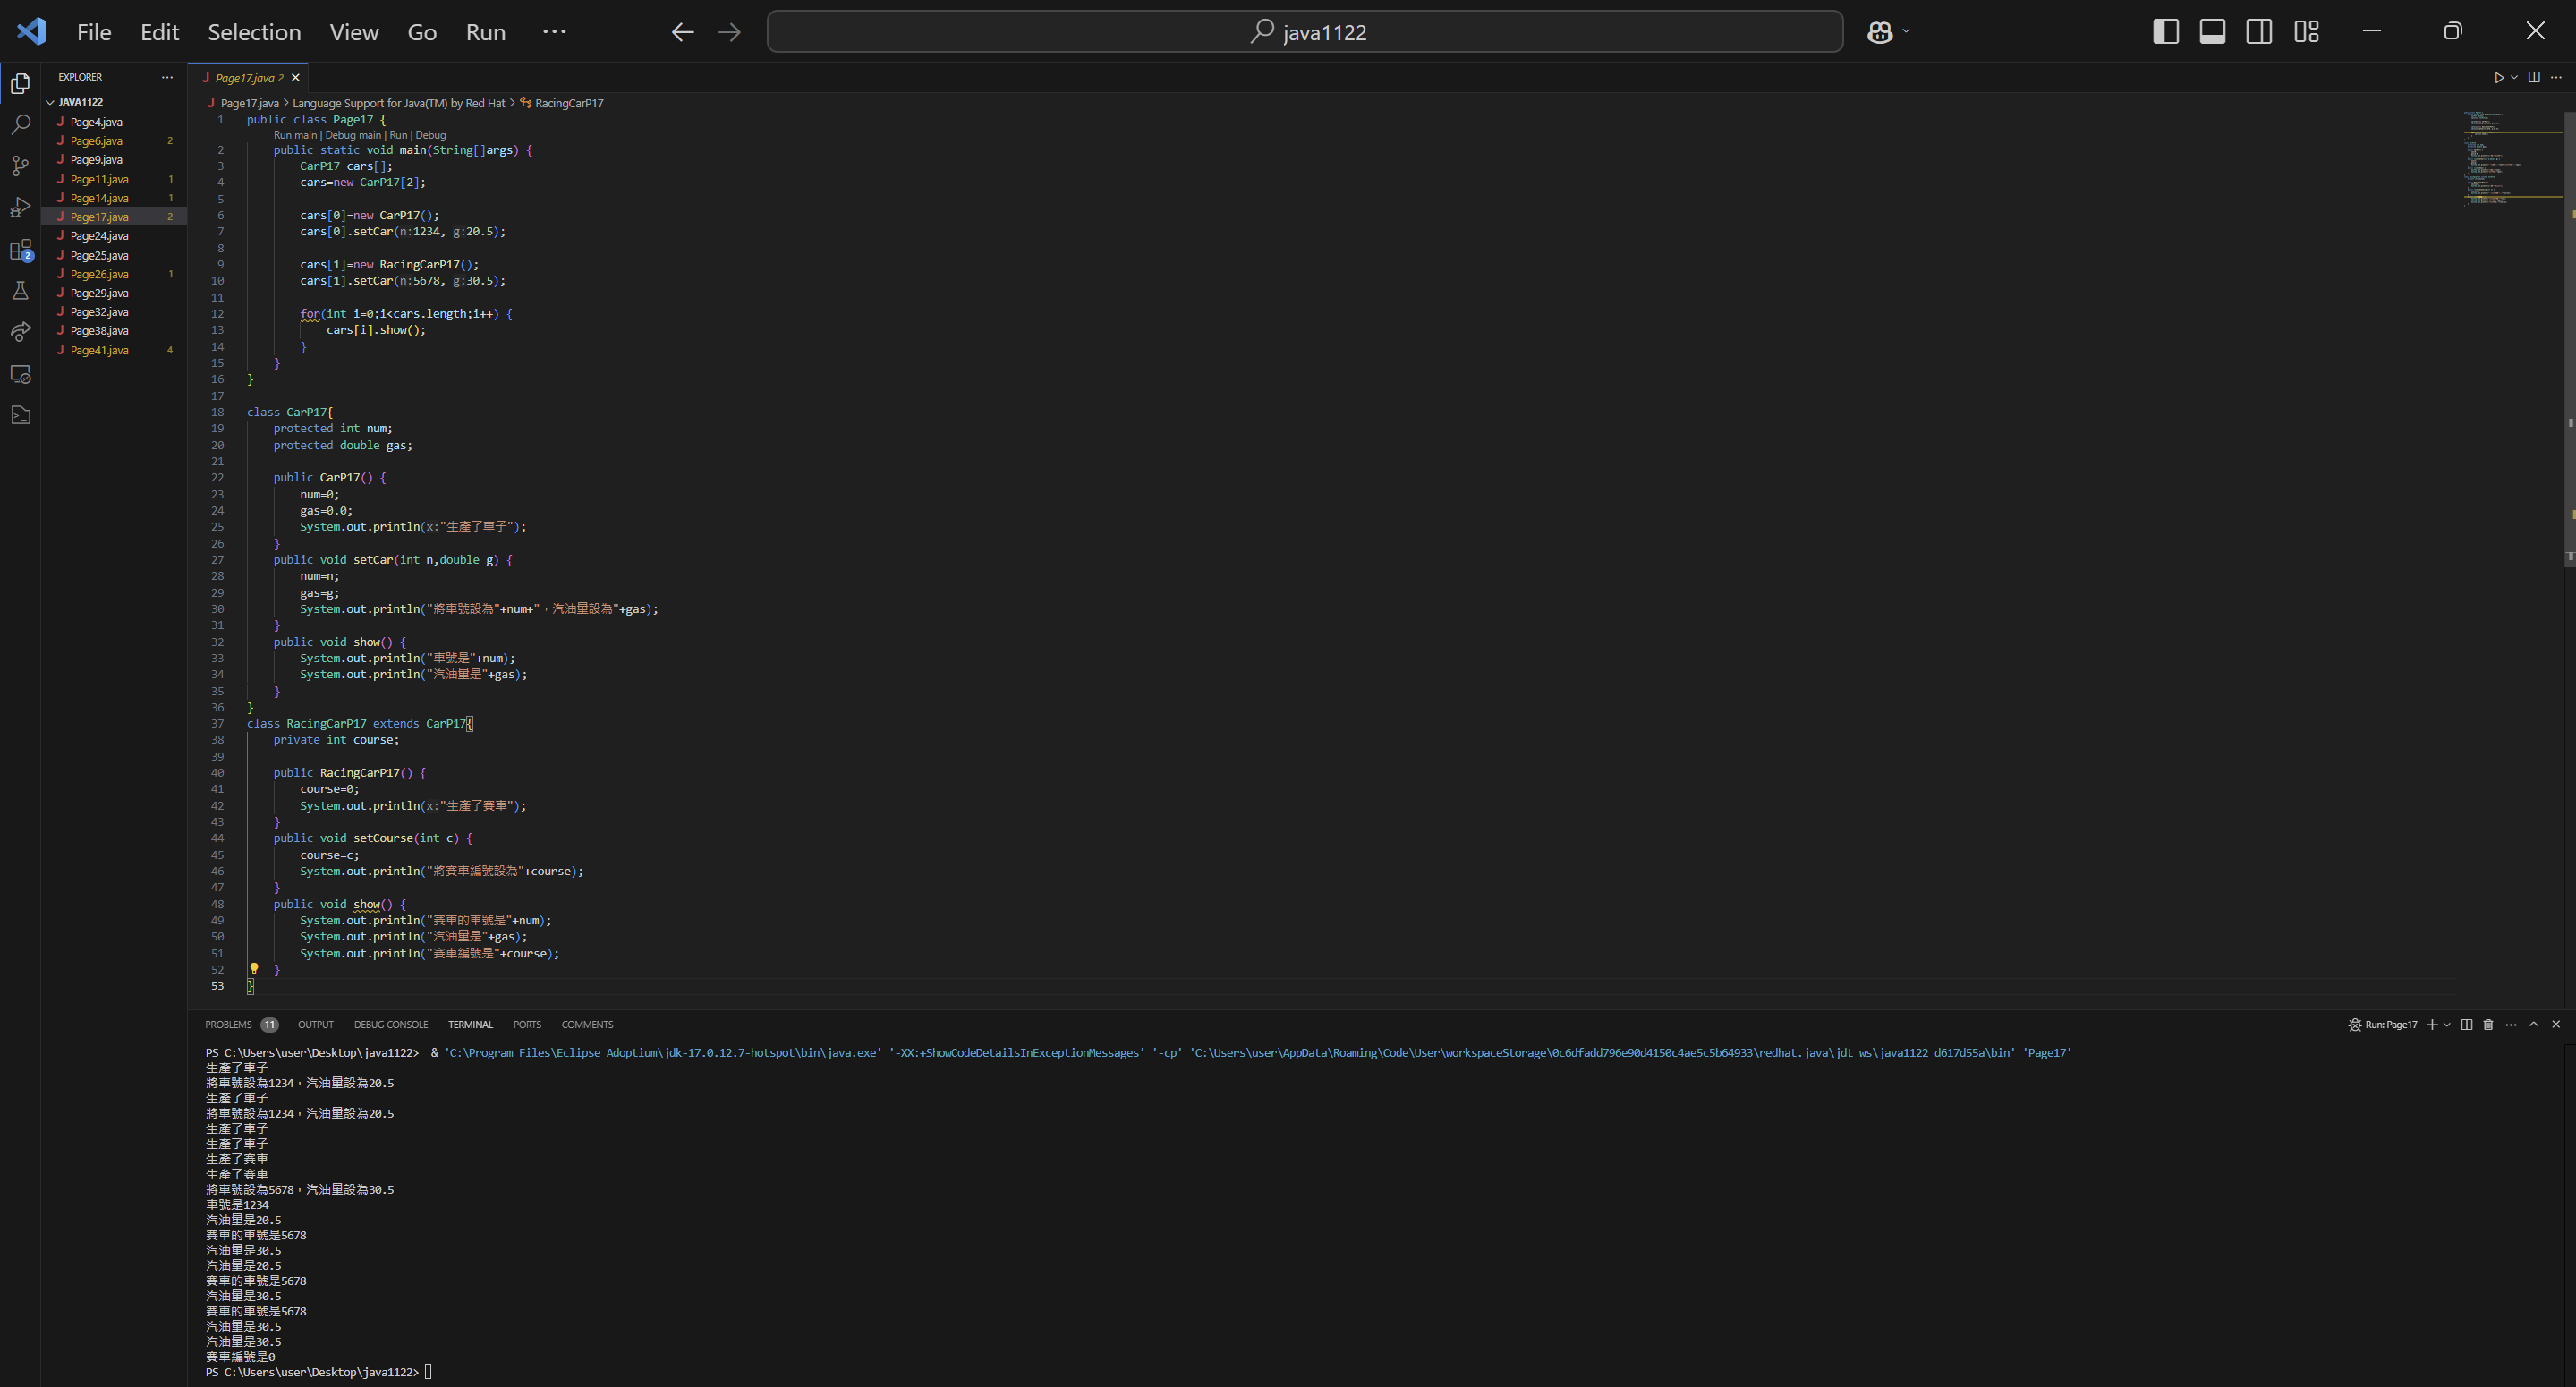 File Edit Selection View Go Run ··· java1122
EXPLORER ···
JAVA1122
J Page4.java
J Page6.java 2
J Page9.java
J Page11.java 1
J Page14.java 1
J Page17.java 2
J Page24.java
J Page25.java
J Page26.java 1
J Page29.java
J Page32.java
J Page38.java
J Page41.java 4
2
J Page17.java 2 ×
J Page17.java > Language Support for Java(TM) by Red Hat > RacingCarP17
1 public class Page17 {
Run main | Debug main | Run | Debug
2 public static void main(String[]args) {
3 CarP17 cars[];
4 cars=new CarP17[2];
5
6 cars[0]=new CarP17();
7 cars[0].setCar(n:1234, g:20.5);
8
9 cars[1]=new RacingCarP17();
10 cars[1].setCar(n:5678, g:30.5);
11
12 for(int i=0;i<cars.length;i++) {
13 cars[i].show();
14 }
15 }
16 }
17
18 class CarP17{
19 protected int num;
20 protected double gas;
21
22 public CarP17() {
23 num=0;
24 gas=0.0;
25 System.out.println(x:"生產了車子");
26 }
27 public void setCar(int n,double g) {
28 num=n;
29 gas=g;
30 System.out.println("將車號設為"+num+"，汽油量設為"+gas);
31 }
32 public void show() {
33 System.out.println("車號是"+num);
34 System.out.println("汽油量是"+gas);
35 }
36 }
37 class RacingCarP17 extends CarP17{
38 private int course;
39
40 public RacingCarP17() {
41 course=0;
42 System.out.println(x:"生產了賽車");
43 }
44 public void setCourse(int c) {
45 course=c;
46 System.out.println("將賽車編號設為"+course);
47 }
48 public void show() {
49 System.out.println("賽車的車號是"+num);
50 System.out.println("汽油量是"+gas);
51 System.out.println("賽車編號是"+course);
52 }
53 }
PROBLEMS 11 OUTPUT DEBUG CONSOLE TERMINAL PORTS COMMENTS Run: Page17
PS C:\Users\user\Desktop\java1122>  & 'C:\Program Files\Eclipse Adoptium\jdk-17.0.12.7-hotspot\bin\java.exe' '-XX:+ShowCodeDetailsInExceptionMessages' '-cp' 'C:\Users\user\AppData\Roaming\Code\User\workspaceStorage\0c6dfadd796e90d4150c4ae5c5b64933\redhat.java\jdt_ws\java1122_d617d55a\bin' 'Page17'
生產了車子
將車號設為1234，汽油量設為20.5
生產了車子
將車號設為1234，汽油量設為20.5
生產了車子
生產了車子
生產了賽車
生產了賽車
將車號設為5678，汽油量設為30.5
車號是1234
汽油量是20.5
賽車的車號是5678
汽油量是30.5
汽油量是20.5
賽車的車號是5678
汽油量是30.5
賽車的車號是5678
汽油量是30.5
汽油量是30.5
賽車編號是0
PS C:\Users\user\Desktop\java1122>